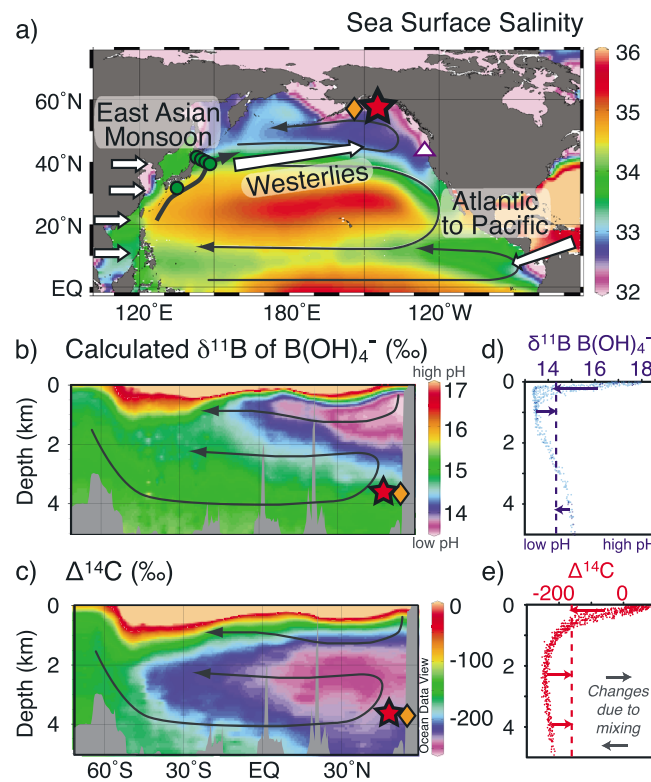 Sea Surface Salinity
a)
60°N
40°N
20°N
EQ
120°E
180°E
120°W
East Asian
Monsoon
Westerlies
Atlantic
to Pacific
36
35
34
33
32
b) Calculated δ¹¹B of B(OH)₄⁻ (‰)
Depth (km)
0
2
4
high pH
17
16
15
14
low pH
d) δ¹¹B B(OH)₄⁻
14 16 18
0
2
4
low pH high pH
c) Δ¹⁴C (‰)
Depth (km)
0
2
4
60°S 30°S EQ 30°N
0
-100
-200
Ocean Data View
e) Δ¹⁴C
-200 0
0
2
4
Changes
due to
mixing